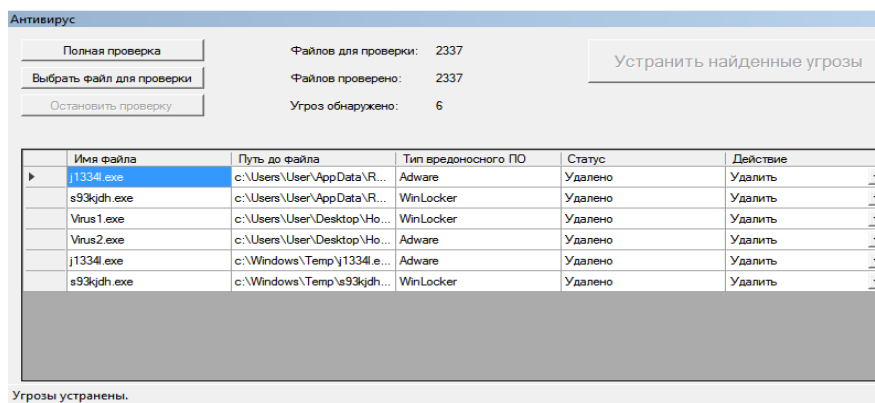 Антивирус
Полная проверка
Файлов для проверки: 2337
Устранить найденные угрозы
Выбрать файл для проверки
Файлов проверено: 2337
Остановить проверку
Угроз обнаружено: 6
Имя файла Путь до файла Тип вредоносного ПО Статус Действие
j1334l.exe c:\Users\User\AppData\R... Adware Удалено Удалить
s93kjdh.exe c:\Users\User\AppData\R... WinLocker Удалено Удалить
Virus1.exe c:\Users\User\Desktop\Ho... WinLocker Удалено Удалить
Virus2.exe c:\Users\User\Desktop\Ho... Adware Удалено Удалить
j1334l.exe c:\Windows\Temp\j1334l.e... Adware Удалено Удалить
s93kjdh.exe c:\Windows\Temp\s93kjdh... WinLocker Удалено Удалить
Угрозы устранены.